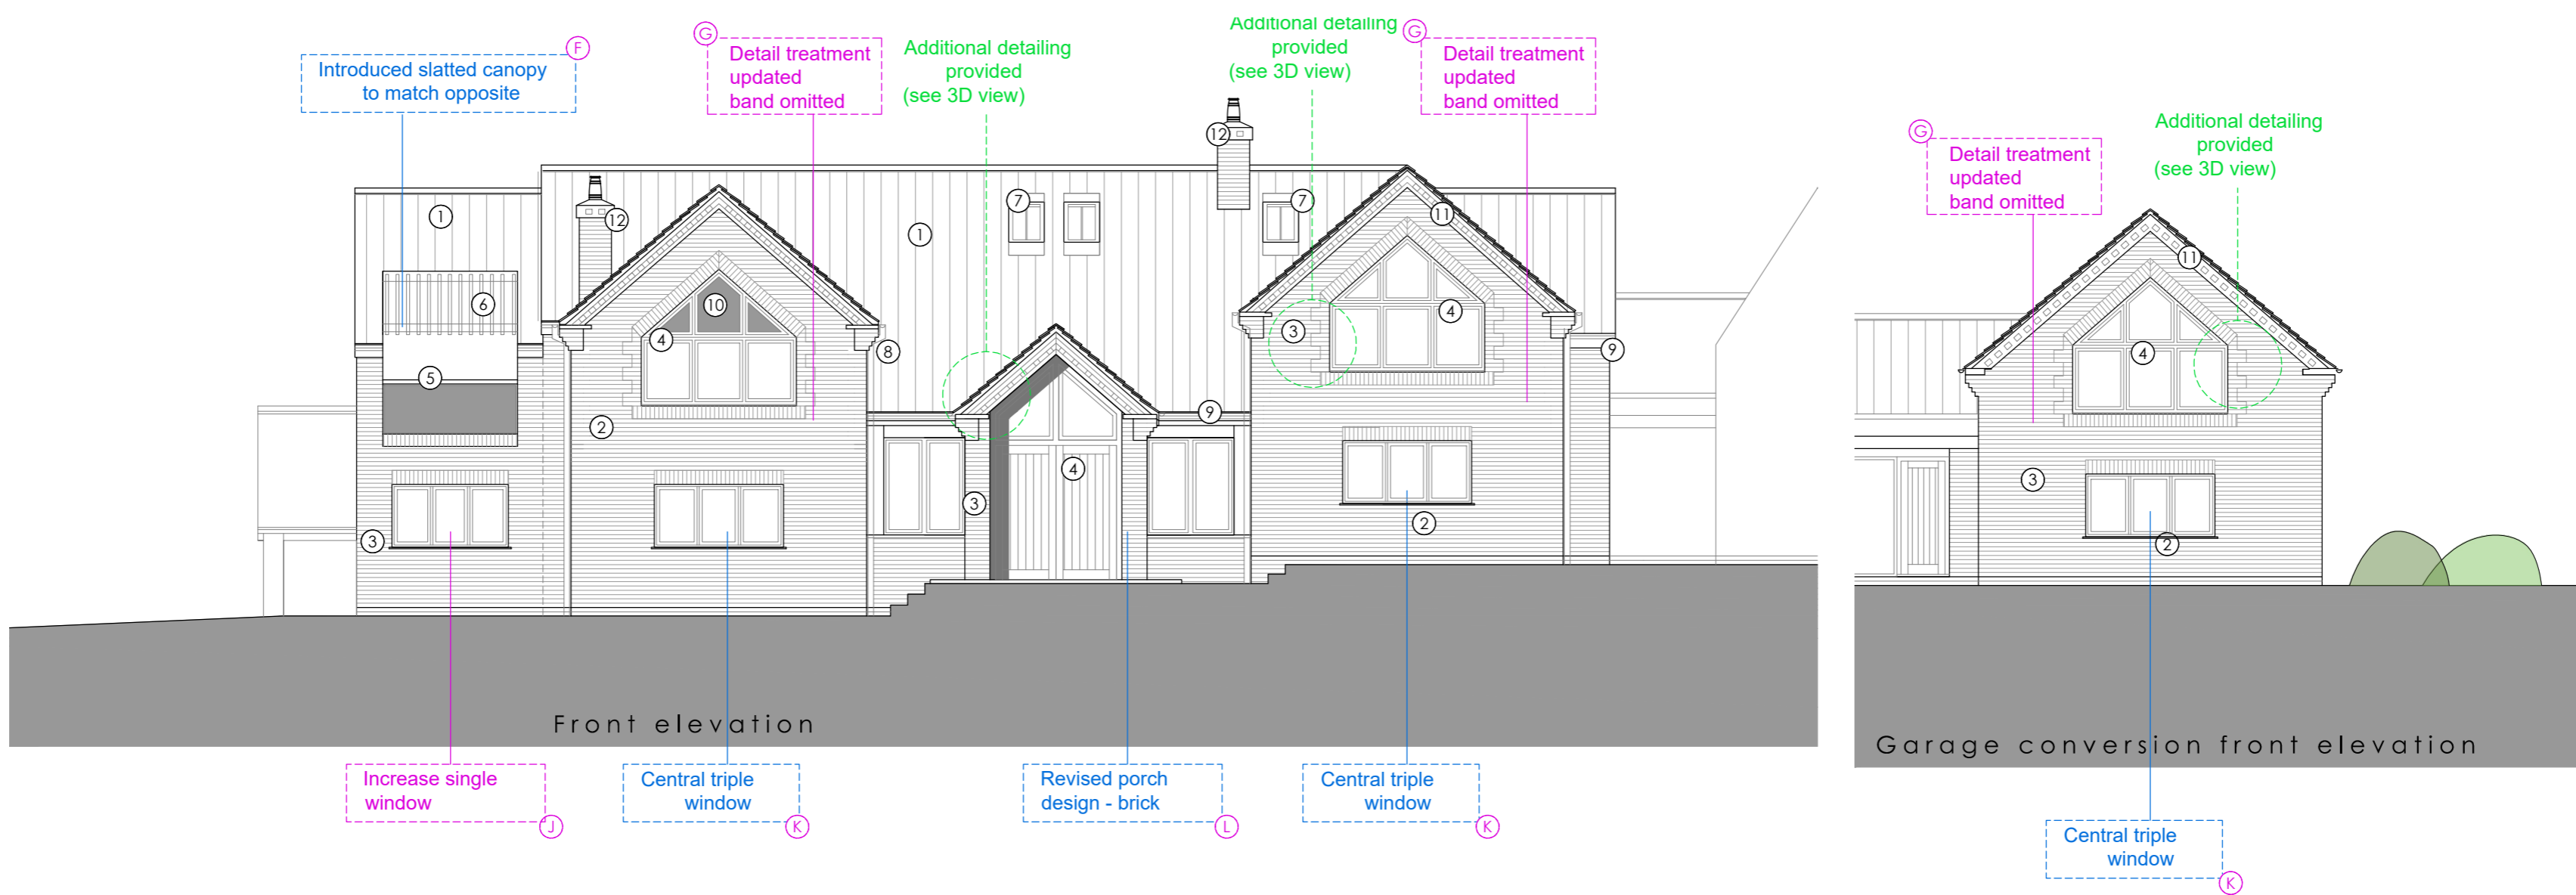 F
Introduced slatted canopy
to match opposite
G
Detail treatment
updated
band omitted
Additional detailing
provided
(see 3D view)
Additional detailing
provided
(see 3D view)
G
Detail treatment
updated
band omitted
12
12
1
1
7
7
11
6
10
4
4
3
8
9
5
9
2
4
3
3
2
Front elevation
Increase single
window
J
Central triple
window
K
Revised porch
design - brick
L
Central triple
window
K
G
Detail treatment
updated
band omitted
Additional detailing
provided
(see 3D view)
11
4
3
2
Garage conversion front elevation
Central triple
window
K